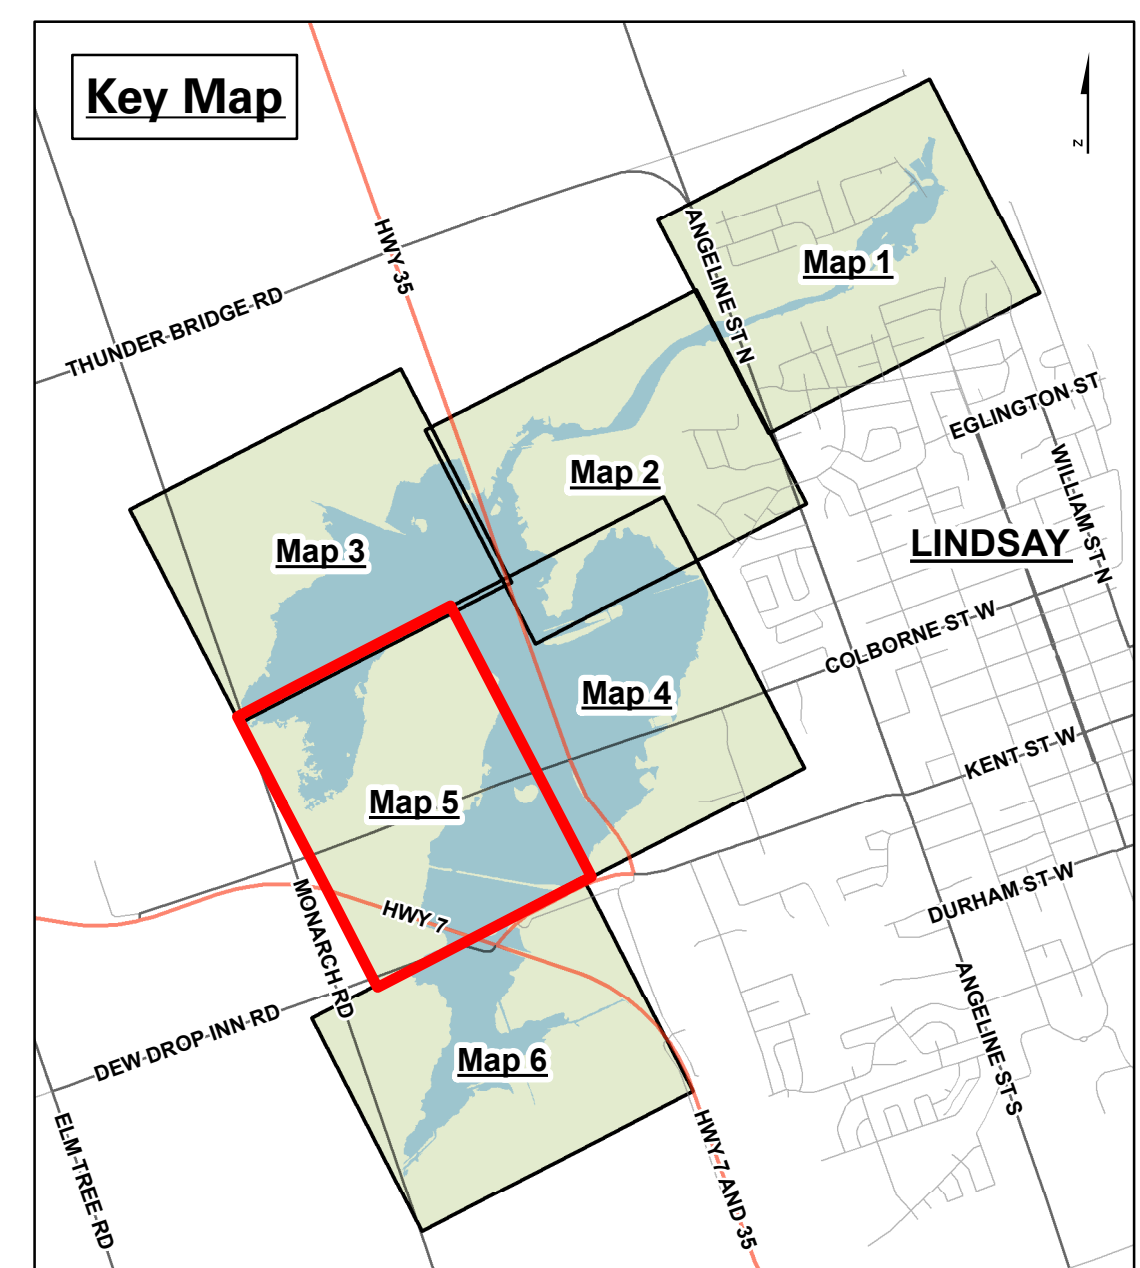 Key Map
z
HWY 35
ANGELINE ST N
Map 1
THUNDER BRIDGE RD
EGLINGTON ST
Map 2
WILLIAM ST N
Map 3
LINDSAY
COLBORNE ST W
Map 4
KENT ST W
Map 5
DURHAM ST W
MONARCH RD
HWY 7
ANGELINE ST S
DEW DROP INN RD
Map 6
ELM TREE RD
HWY 7 AND 35